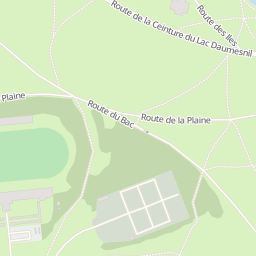 Route de la Ceinture du Lac Daumesnil
Route des Iles
Plaine
Route du Bac
Route de la Plaine